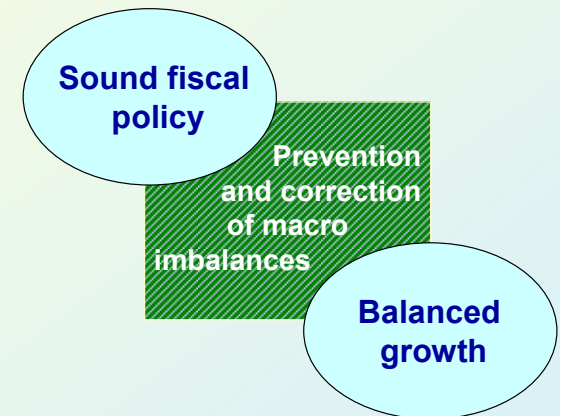 Sound fiscal
policy
Prevention
and correction
of macro
imbalances
Balanced
growth